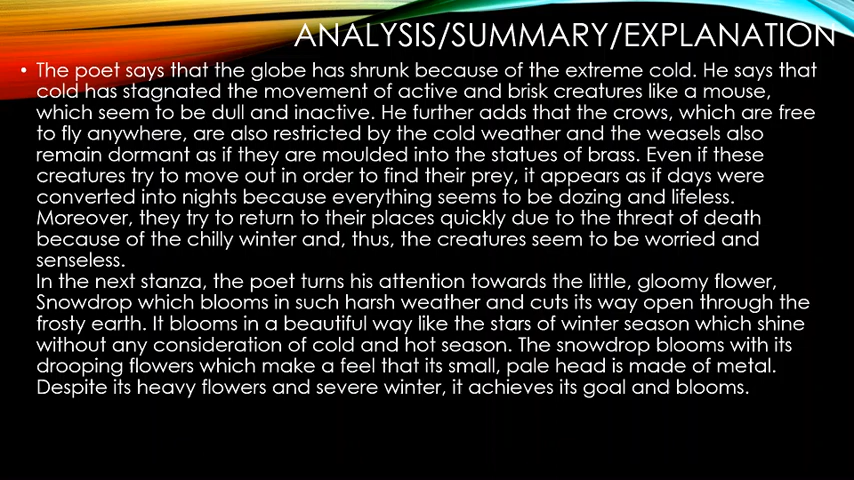 ANALYSIS/SUMMARY/EXPLANATION
• The poet says that the globe has shrunk because of the extreme cold. He says that
cold has stagnated the movement of active and brisk creatures like a mouse,
which seem to be dull and inactive. He further adds that the crows, which are free
to fly anywhere, are also restricted by the cold weather and the weasels also
remain dormant as if they are moulded into the statues of brass. Even if these
creatures try to move out in order to find their prey, it appears as if days were
converted into nights because everything seems to be dozing and lifeless.
Moreover, they try to return to their places quickly due to the threat of death
because of the chilly winter and, thus, the creatures seem to be worried and
senseless.
In the next stanza, the poet turns his attention towards the little, gloomy flower,
Snowdrop which blooms in such harsh weather and cuts its way open through the
frosty earth. It blooms in a beautiful way like the stars of winter season which shine
without any consideration of cold and hot season. The snowdrop blooms with its
drooping flowers which make a feel that its small, pale head is made of metal.
Despite its heavy flowers and severe winter, it achieves its goal and blooms.